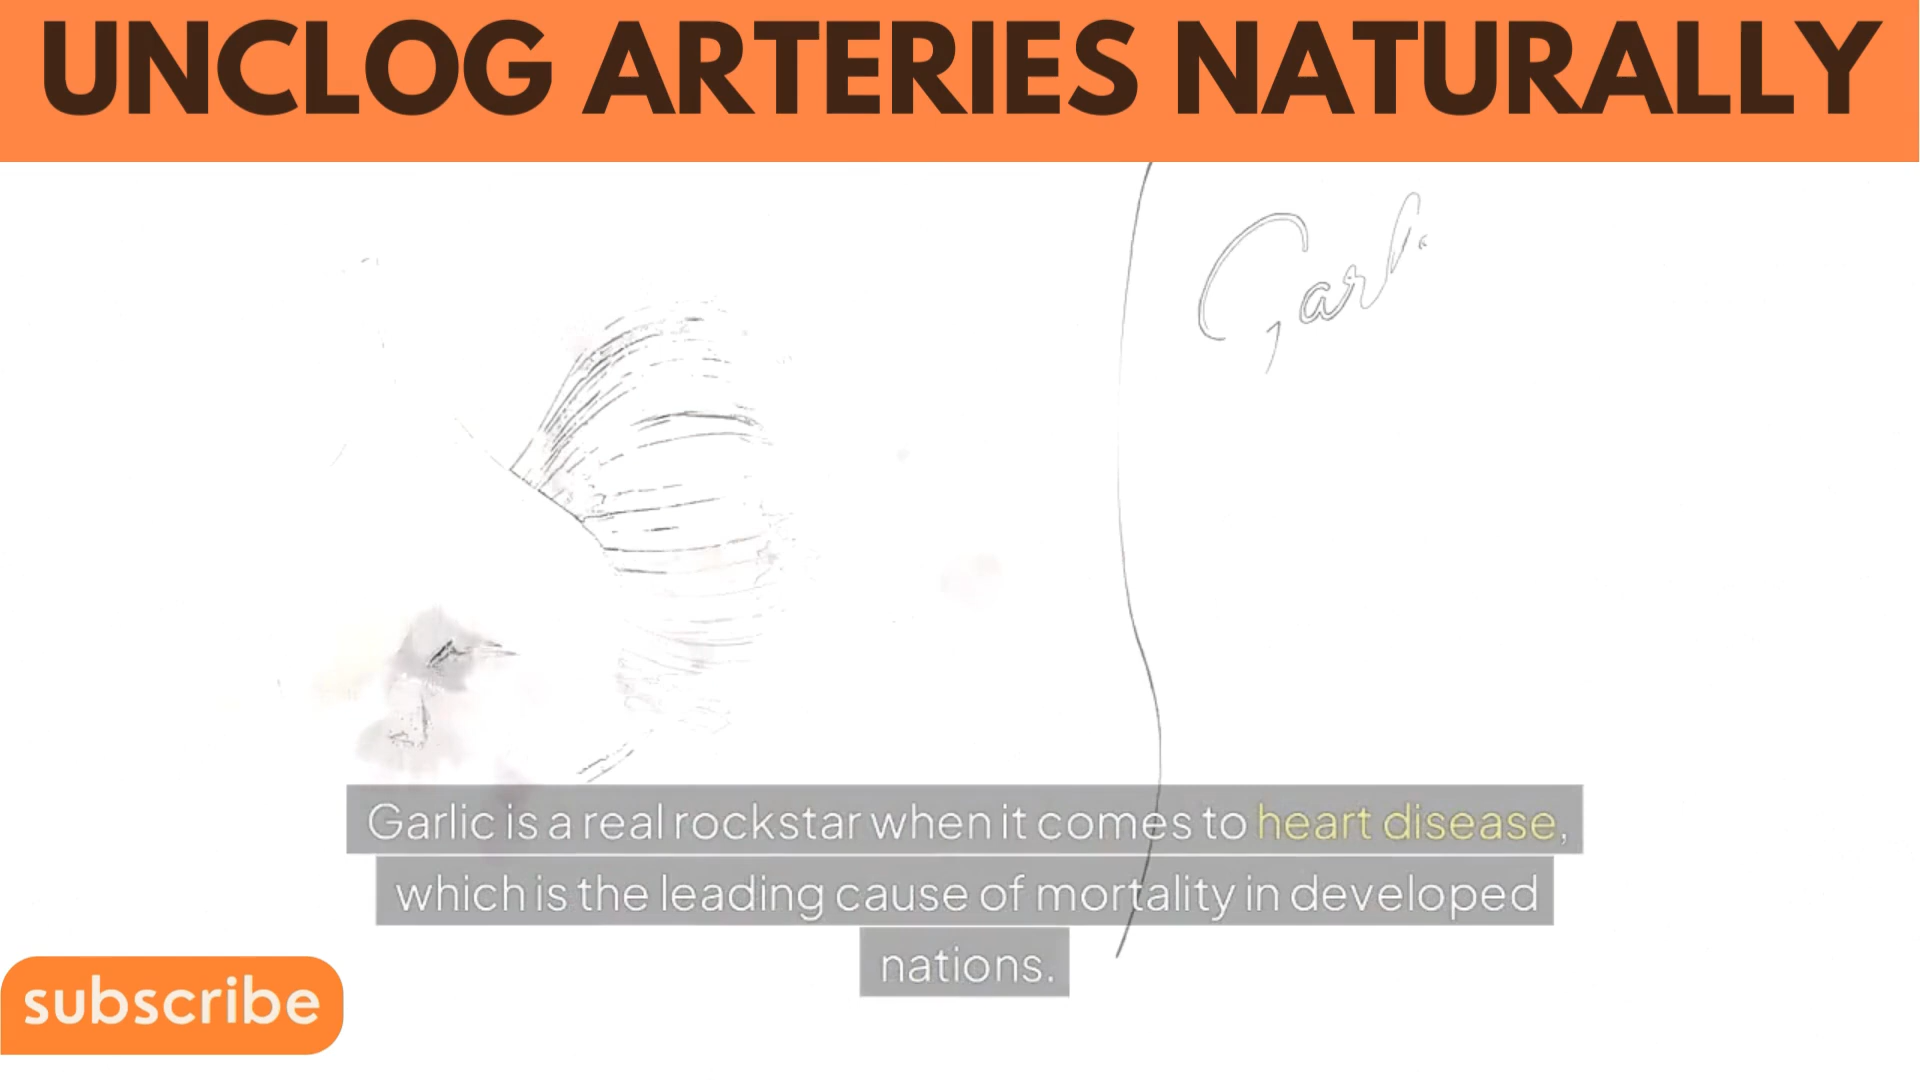 UNCLOG ARTERIES NATURALLY
Garl
Garlic is a real rockstar when it comes to heart disease,
which is the leading cause of mortality in developed
nations.
subscribe